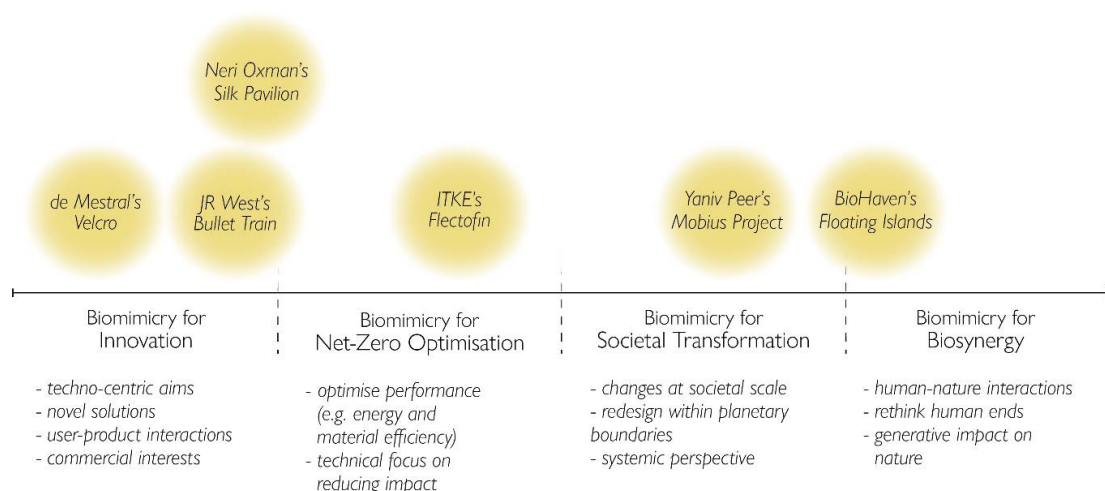 Neri Oxman's
Silk Pavilion
de Mestral's
Velcro
JR West's
Bullet Train
ITKE's
Flectofin
Yaniv Peer's
Mobius Project
BioHaven's
Floating Islands
Biomimicry for
Innovation
- techno-centric aims
- novel solutions
- user-product interactions
- commercial interests
Biomimicry for
Net-Zero Optimisation
- optimise performance
(e.g. energy and
material efficiency)
- technical focus on
reducing impact
Biomimicry for
Societal Transformation
- changes at societal scale
- redesign within planetary
boundaries
- systemic perspective
Biomimicry for
Biosynergy
- human-nature interactions
- rethink human ends
- generative impact on
nature